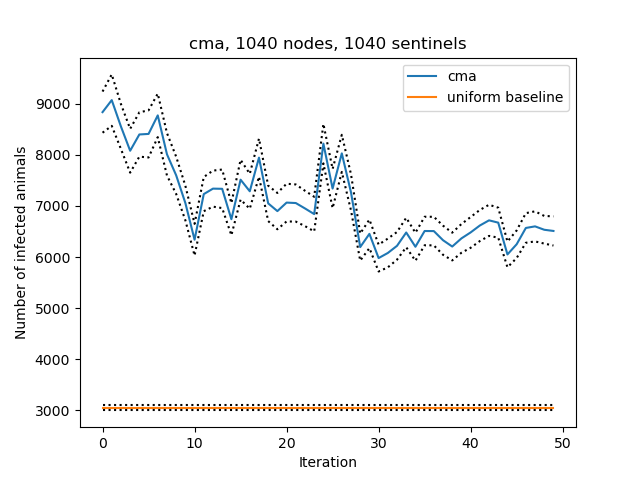 cma, 1040 nodes, 1040 sentinels
cma
uniform baseline
Number of infected animals
9000
8000
7000
6000
5000
4000
3000
0 10 20 30 40 50
Iteration